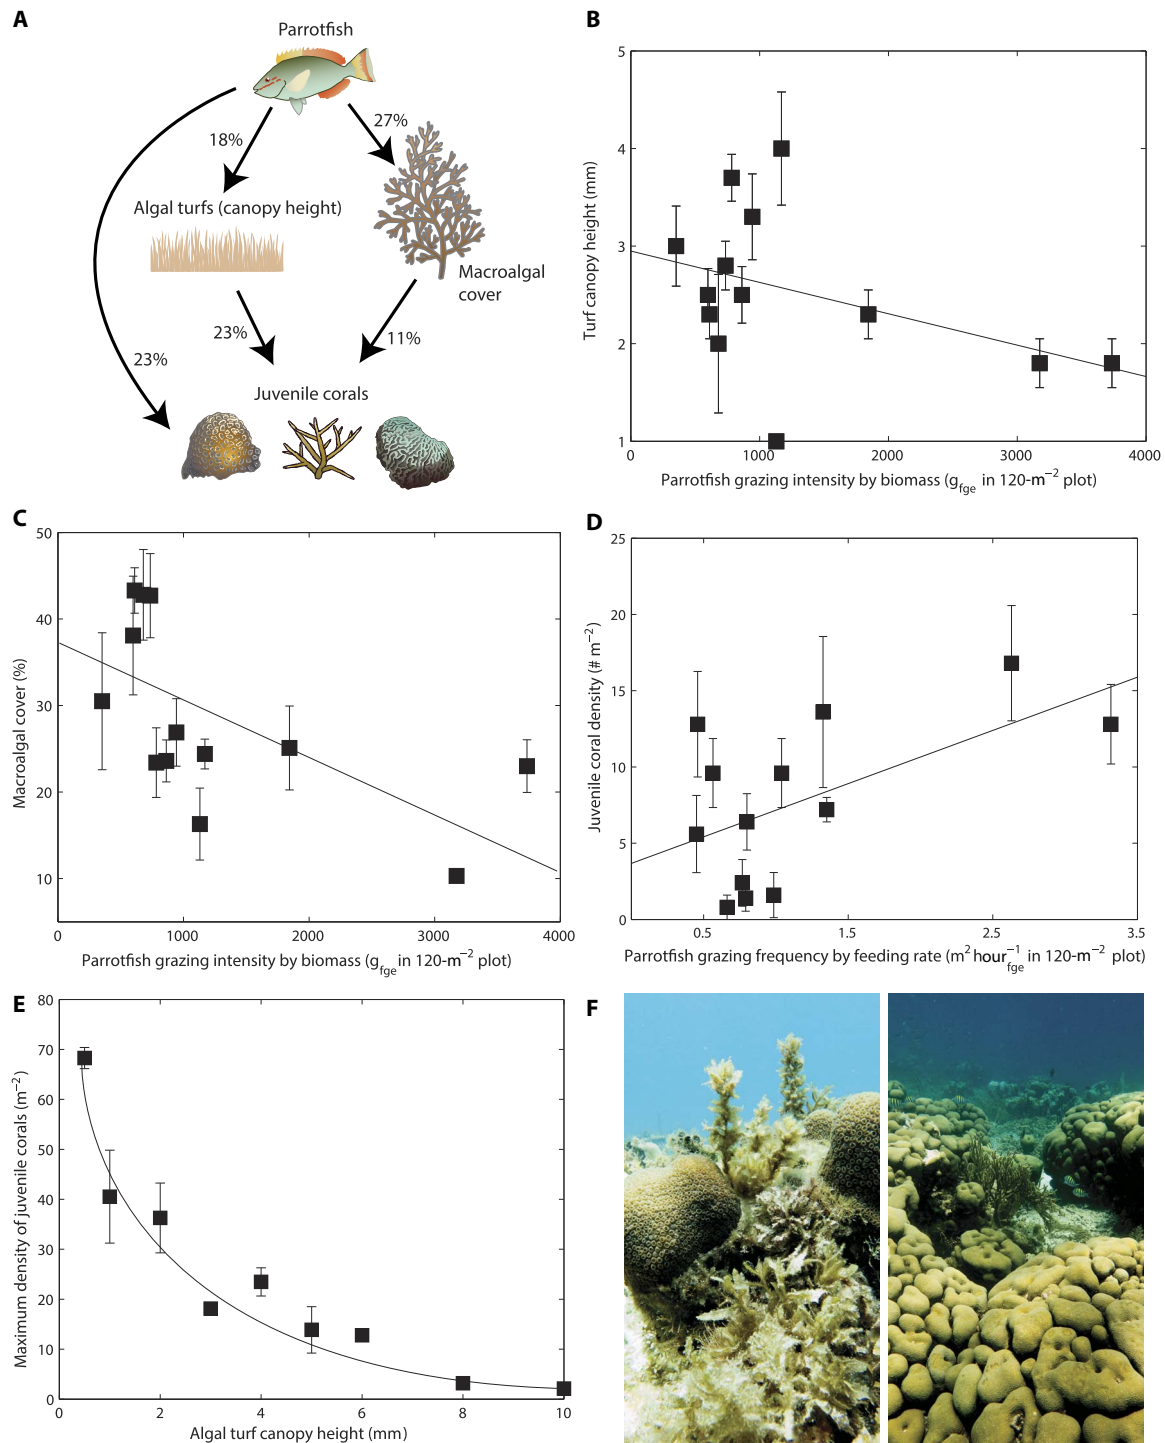 A
Parrotfish
18%
27%
Algal turfs (canopy height)
Macroalgal
cover
23%
11%
23%
Juvenile corals
B
5
4
3
2
1
Turf canopy height (mm)
0
1000
2000
3000
4000
Parrotfish grazing intensity by biomass (g_fge in 120-m⁻² plot)
C
50
40
30
20
10
Macroalgal cover (%)
0
1000
2000
3000
4000
Parrotfish grazing intensity by biomass (g_fge in 120-m⁻² plot)
D
25
20
15
10
5
0
Juvenile coral density (# m⁻²)
0.5
1.5
2.5
3.5
Parrotfish grazing frequency by feeding rate (m² hour⁻¹_fge in 120-m⁻² plot)
E
80
70
60
50
40
30
20
10
0
Maximum density of juvenile corals (m⁻²)
0
2
4
6
8
10
Algal turf canopy height (mm)
F